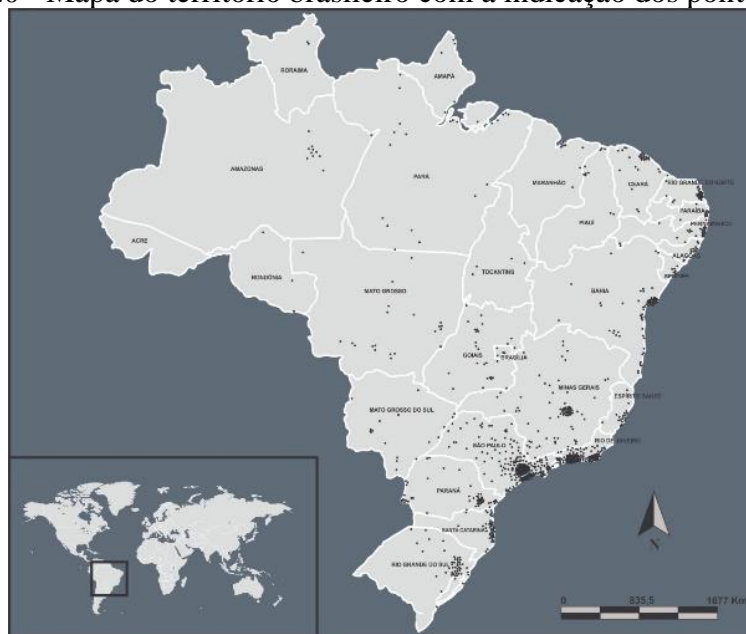 Mapa do território brasileiro com a indicação dos pont
RORAIMA
AMAPÁ
AMAZONAS
PARÁ
MARANHÃO
CEARÁ
RIO GRANDE DO NORTE
PARAÍBA
PERNAMBUCO
PIAUÍ
ALAGOAS
ACRE
RONDÔNIA
TOCANTINS
MATO GROSSO
BAHIA
GOIAIS
BRASÍLIA
MINAS GERAIS
ESPÍRITO SANTO
MATO GROSSO DO SUL
SÃO PAULO
RIO DE JANEIRO
PARANÁ
SANTA CATARINA
RIO GRANDE DO SUL
N
0 835,5 1677 Km